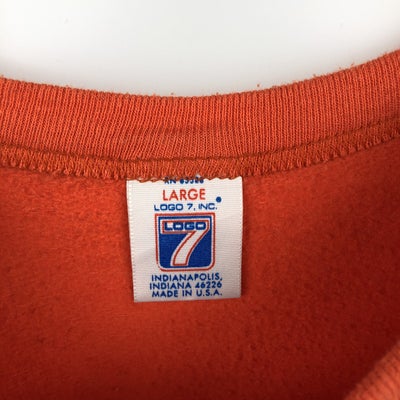 LARGE
LOGO 7, INC.
LOGO
7
INDIANAPOLIS,
INDIANA 46226
MADE IN U.S.A.